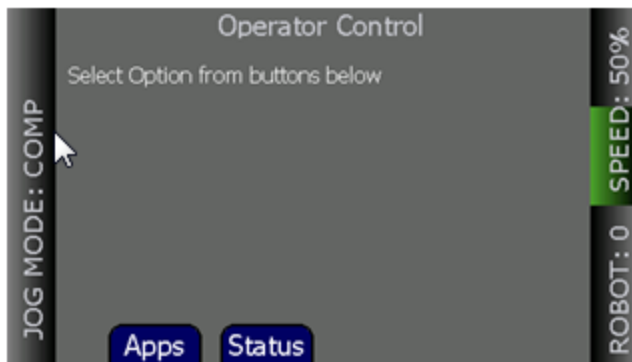 Operator Control
Select Option from buttons below
JOG MODE: COMP
SPEED: 50%
ROBOT: 0
Apps
Status